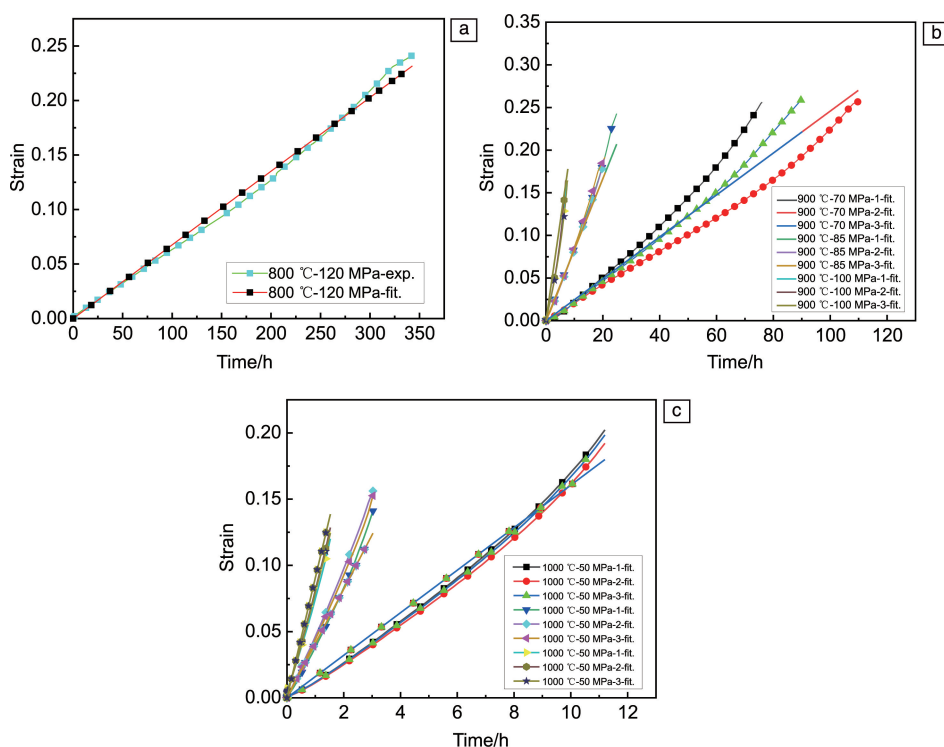 a
0.25
0.20
0.15
0.10
0.05
0.00
Strain
0 50 100 150 200 250 300 350 400
Time/h
800 ℃-120 MPa-exp.
800 ℃-120 MPa-fit.
b
0.35
0.30
0.25
0.20
0.15
0.10
0.05
0.00
Strain
0 20 40 60 80 100 120
Time/h
900 ℃-70 MPa-1-fit.
900 ℃-70 MPa-2-fit.
900 ℃-70 MPa-3-fit.
900 ℃-85 MPa-1-fit.
900 ℃-85 MPa-2-fit.
900 ℃-85 MPa-3-fit.
900 ℃-100 MPa-1-fit.
900 ℃-100 MPa-2-fit.
900 ℃-100 MPa-3-fit.
c
0.20
0.15
0.10
0.05
0.00
Strain
0 2 4 6 8 10 12
Time/h
1000 ℃-50 MPa-1-fit.
1000 ℃-50 MPa-2-fit.
1000 ℃-50 MPa-3-fit.
1000 ℃-50 MPa-1-fit.
1000 ℃-50 MPa-2-fit.
1000 ℃-50 MPa-3-fit.
1000 ℃-50 MPa-1-fit.
1000 ℃-50 MPa-2-fit.
1000 ℃-50 MPa-3-fit.